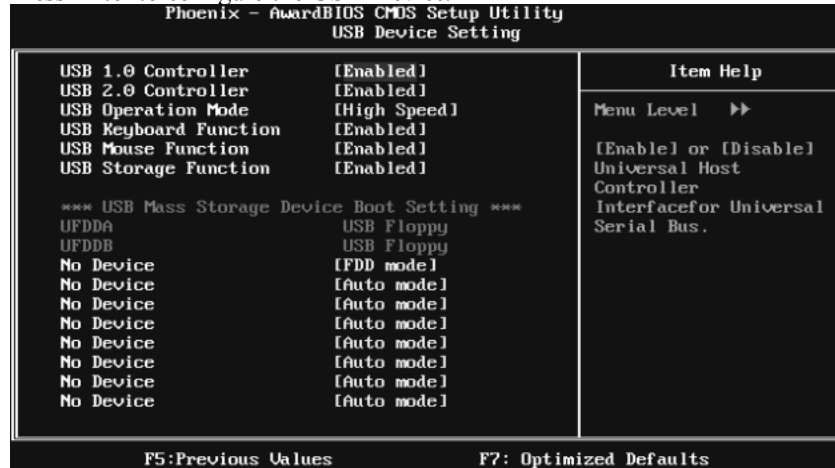 Phoenix - AwardBIOS CMOS Setup Utility
USB Device Setting
USB 1.0 Controller [Enabled]
USB 2.0 Controller [Enabled]
USB Operation Mode [High Speed]
USB Keyboard Function [Enabled]
USB Mouse Function [Enabled]
USB Storage Function [Enabled]
*** USB Mass Storage Device Boot Setting ***
UFDDA USB Floppy
UFDDB USB Floppy
No Device [FDD mode]
No Device [Auto mode]
No Device [Auto mode]
No Device [Auto mode]
No Device [Auto mode]
No Device [Auto mode]
No Device [Auto mode]
No Device [Auto mode]
Item Help
Menu Level ▸▸
[Enable] or [Disable]
Universal Host
Controller
Interfacefor Universal
Serial Bus.
F5:Previous Values F7: Optimized Defaults